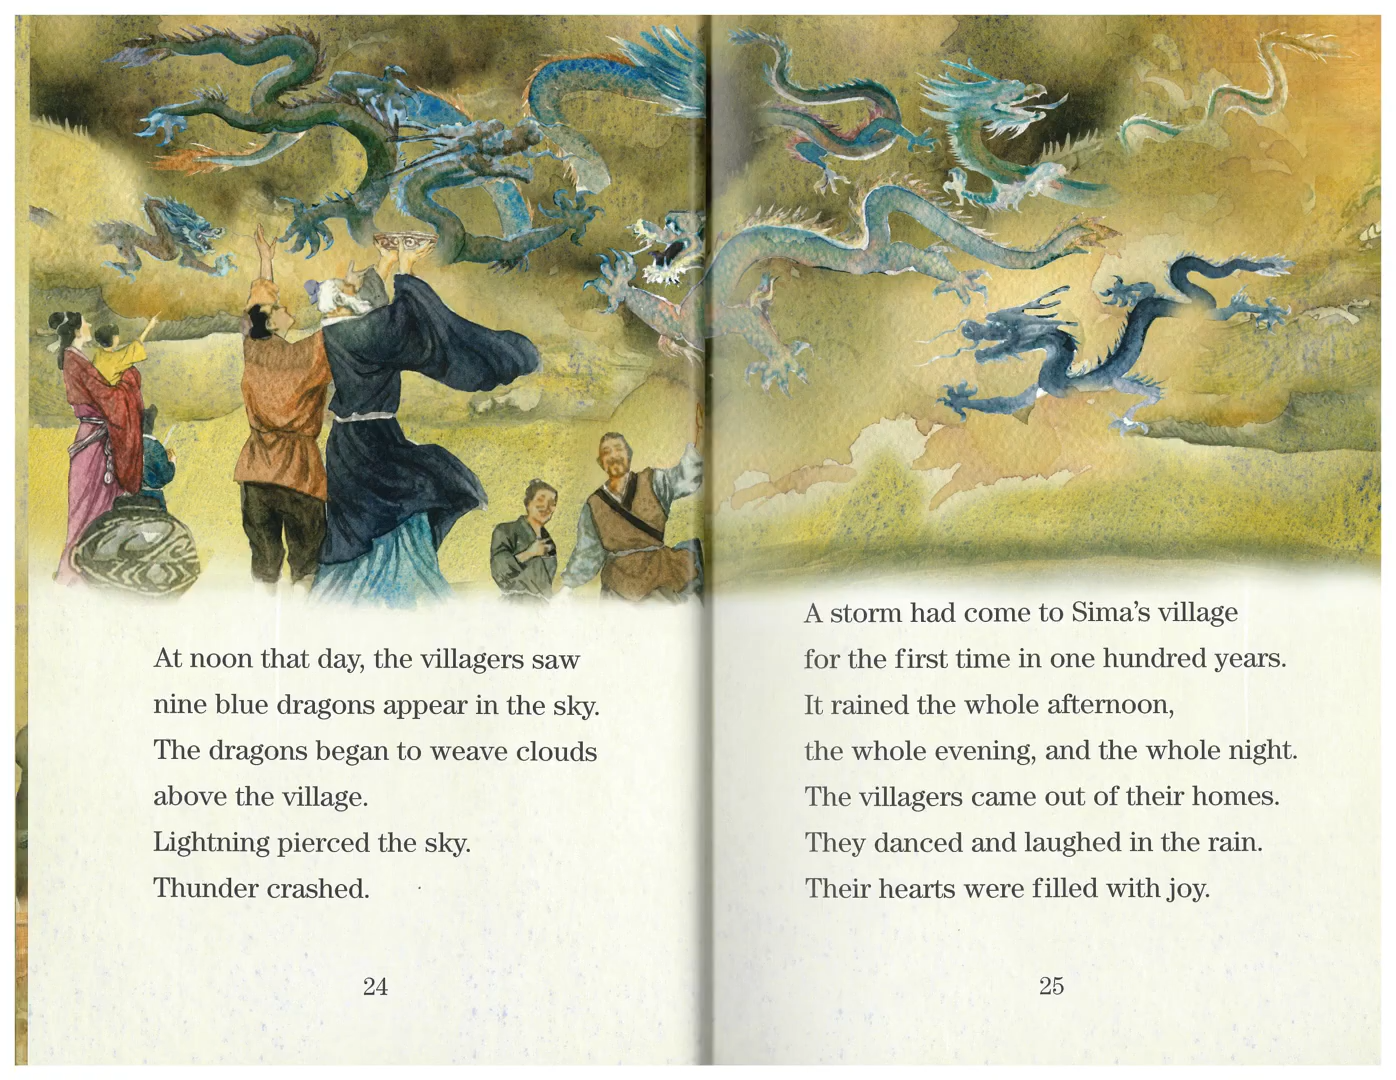 At noon that day, the villagers saw
nine blue dragons appear in the sky.
The dragons began to weave clouds
above the village.
Lightning pierced the sky.
Thunder crashed.
24
A storm had come to Sima’s village
for the first time in one hundred years.
It rained the whole afternoon,
the whole evening, and the whole night.
The villagers came out of their homes.
They danced and laughed in the rain.
Their hearts were filled with joy.
25